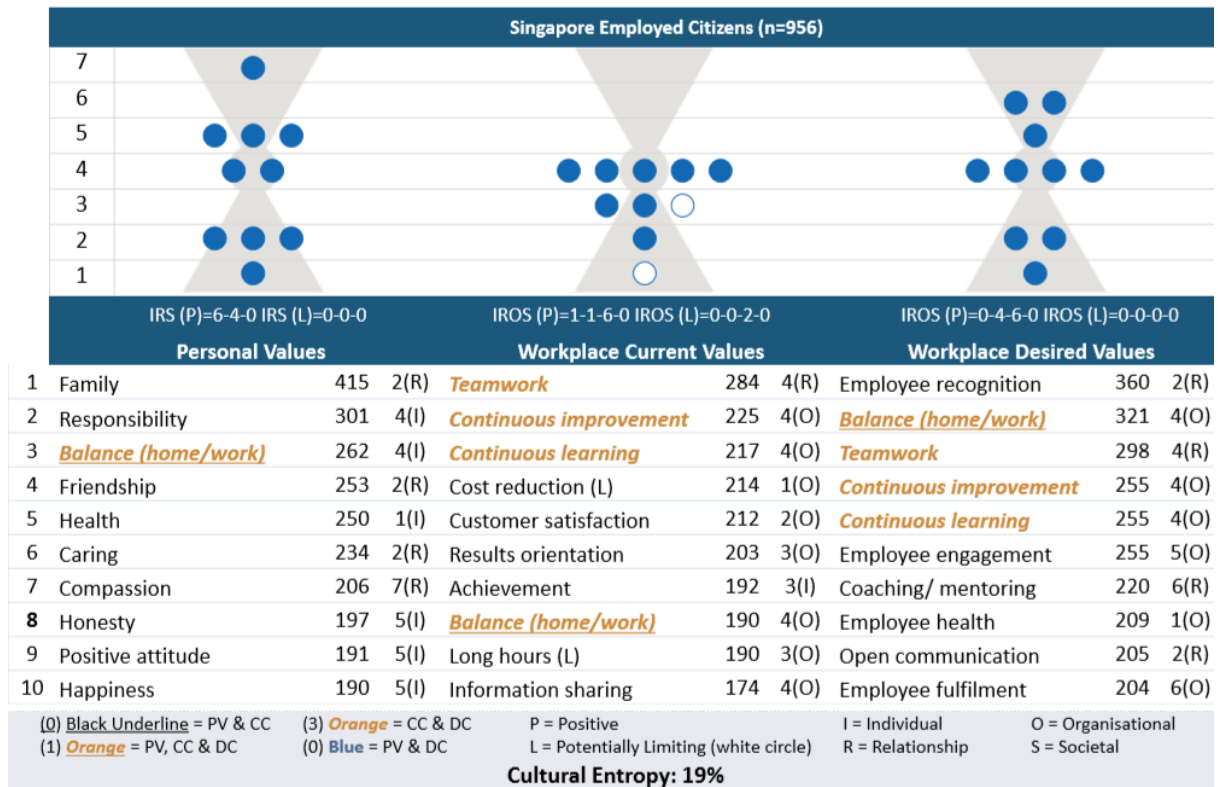 Singapore Employed Citizens (n=956)
7
6
5
4
3
2
1
IRS (P)=6-4-0 IRS (L)=0-0-0 IROS (P)=1-1-6-0 IROS (L)=0-0-2-0 IROS (P)=0-4-6-0 IROS (L)=0-0-0-0
Personal Values Workplace Current Values Workplace Desired Values
1 Family 415 2(R) Teamwork 284 4(R) Employee recognition 360 2(R)
2 Responsibility 301 4(I) Continuous improvement 225 4(O) Balance (home/work) 321 4(O)
3 Balance (home/work) 262 4(I) Continuous learning 217 4(O) Teamwork 298 4(R)
4 Friendship 253 2(R) Cost reduction (L) 214 1(O) Continuous improvement 255 4(O)
5 Health 250 1(I) Customer satisfaction 212 2(O) Continuous learning 255 4(O)
6 Caring 234 2(R) Results orientation 203 3(O) Employee engagement 255 5(O)
7 Compassion 206 7(R) Achievement 192 3(I) Coaching/ mentoring 220 6(R)
8 Honesty 197 5(I) Balance (home/work) 190 4(O) Employee health 209 1(O)
9 Positive attitude 191 5(I) Long hours (L) 190 3(O) Open communication 205 2(R)
10 Happiness 190 5(I) Information sharing 174 4(O) Employee fulfilment 204 6(O)
(0) Black Underline = PV & CC (3) Orange = CC & DC P = Positive I = Individual O = Organisational
(1) Orange = PV, CC & DC (0) Blue = PV & DC L = Potentially Limiting (white circle) R = Relationship S = Societal
Cultural Entropy: 19%